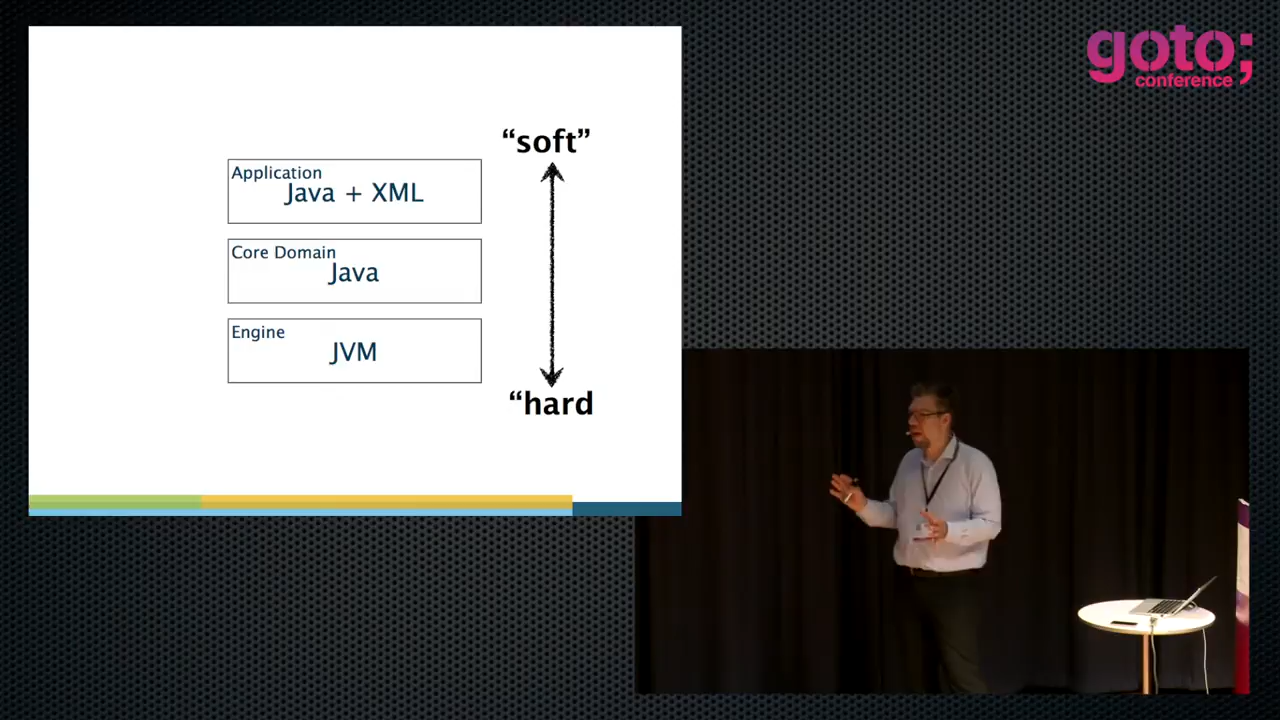 goto;
conference
“soft”
Application
Java + XML
Core Domain
Java
Engine
JVM
“hard